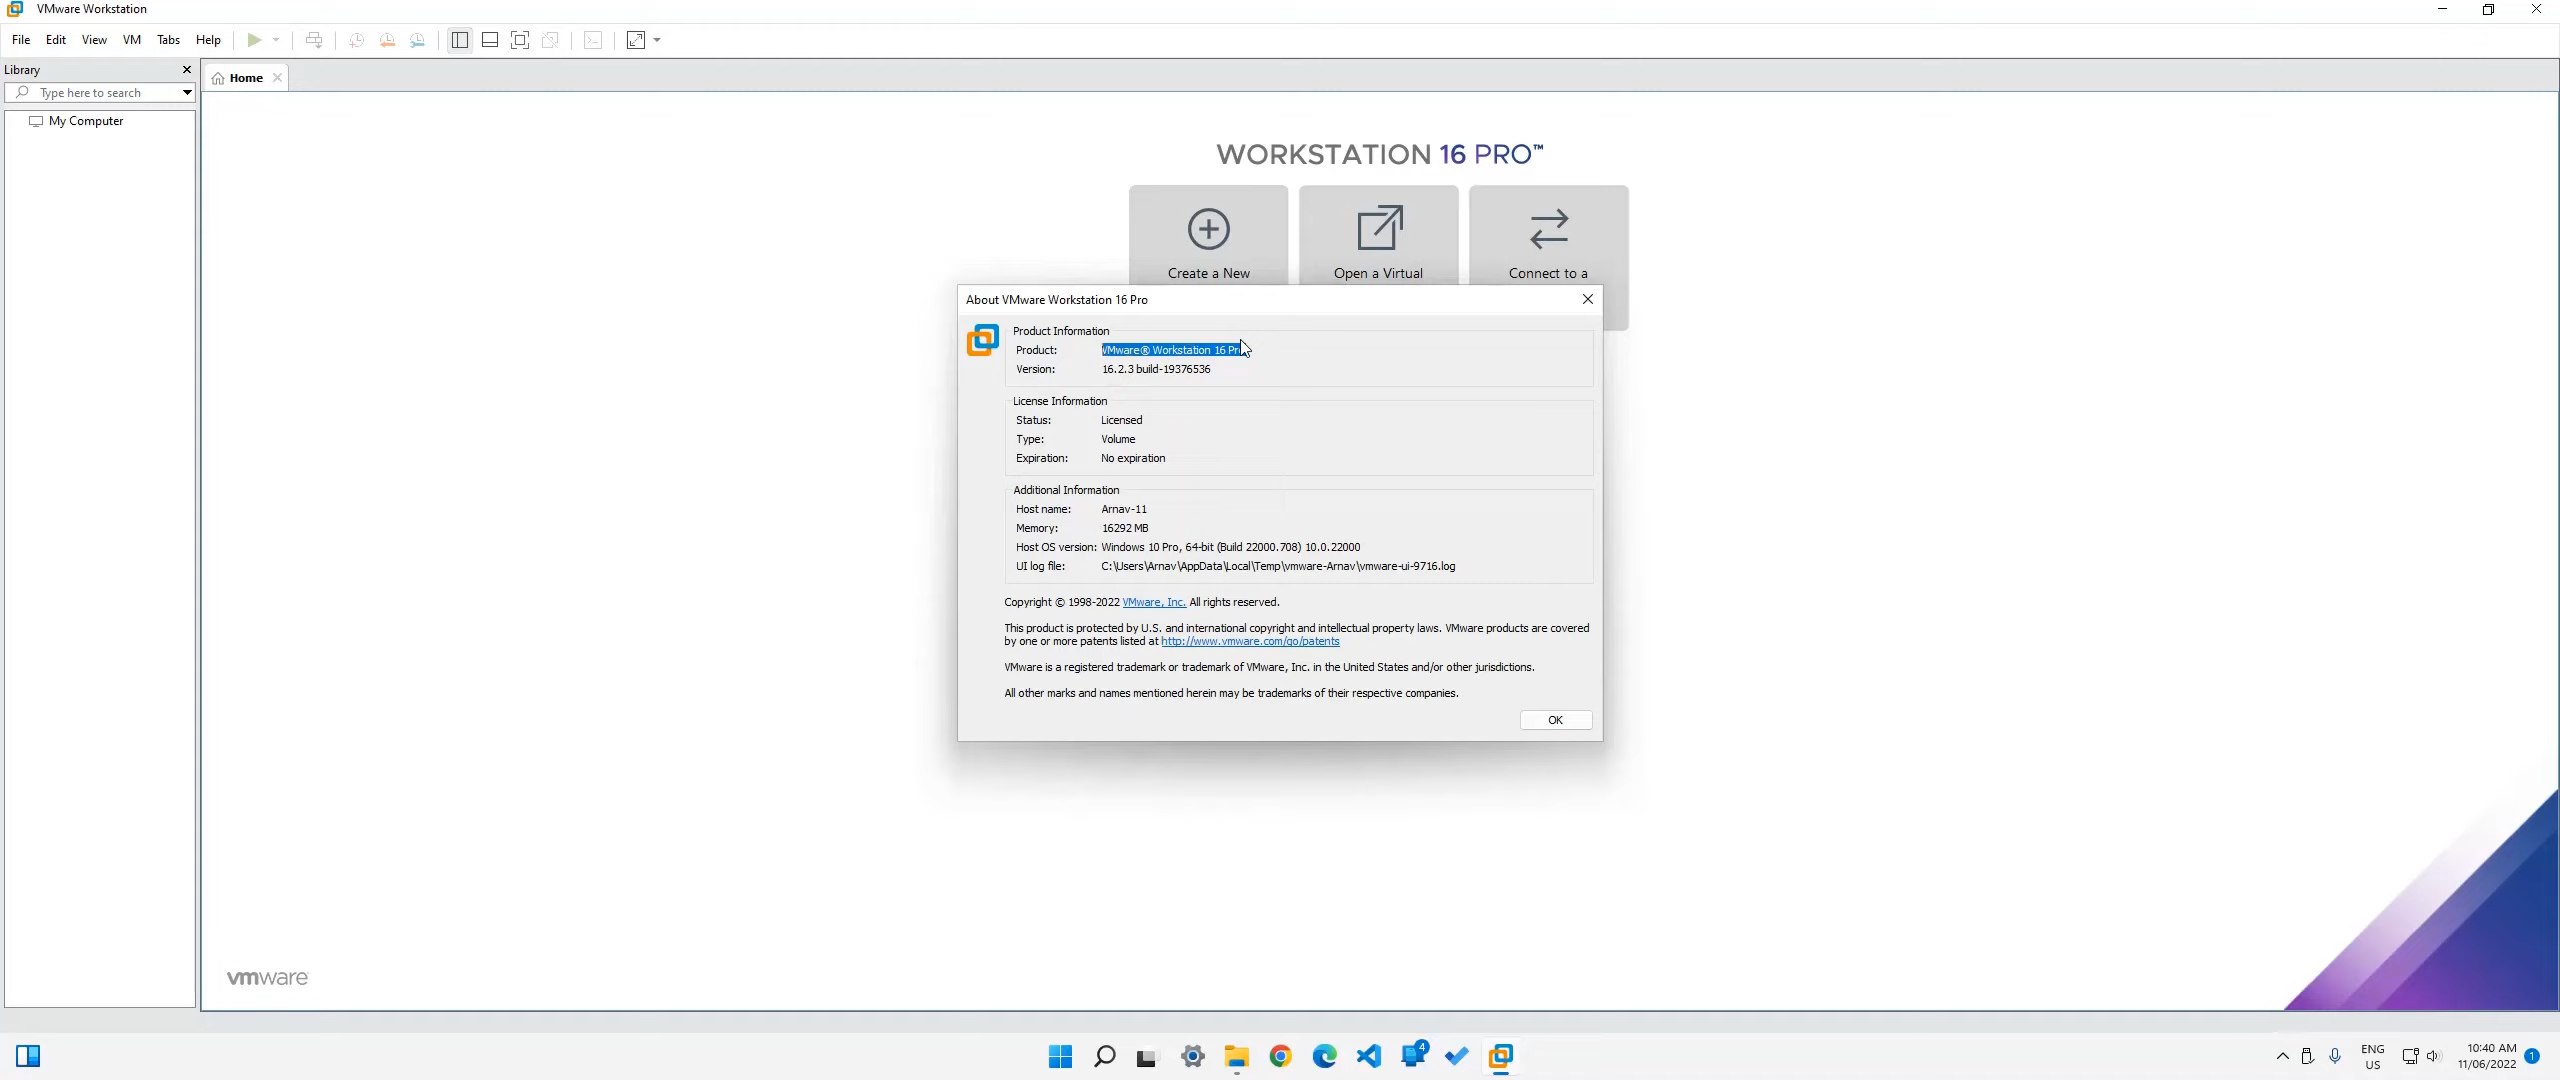 VMware Workstation
File Edit View VM Tabs Help
Library
Type here to search
My Computer
Home
WORKSTATION 16 PRO™
Create a New
Open a Virtual
Connect to a
About VMware Workstation 16 Pro
Product Information
Product: VMware® Workstation 16 Pro
Version: 16.2.3 build-19376536
License Information
Status: Licensed
Type: Volume
Expiration: No expiration
Additional Information
Host name: Arnav-11
Memory: 16292 MB
Host OS version: Windows 10 Pro, 64-bit (Build 22000.708) 10.0.22000
UI log file: C:\Users\Arnav\AppData\Local\Temp\vmware-Arnav\vmware-ui-9716.log
Copyright © 1998-2022 VMware, Inc. All rights reserved.
This product is protected by U.S. and international copyright and intellectual property laws. VMware products are covered
by one or more patents listed at http://www.vmware.com/go/patents
VMware is a registered trademark or trademark of VMware, Inc. in the United States and/or other jurisdictions.
All other marks and names mentioned herein may be trademarks of their respective companies.
OK
vmware
4
ENG
US
10:40 AM
11/06/2022
1